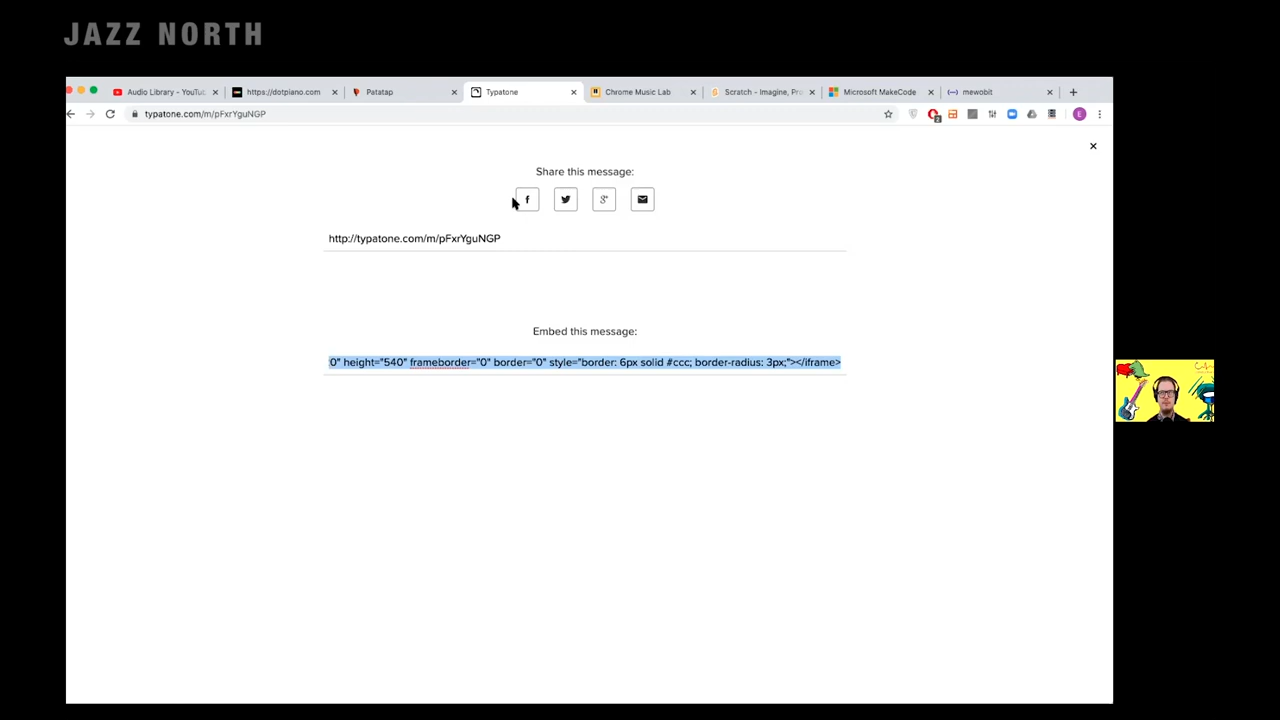 JAZZ NORTH
Audio Library - YouTu
https://dotpiano.com
Patatap
Typatone
Chrome Music Lab
Scratch - Imagine, Pro
Microsoft MakeCode
mewobit
typatone.com/m/pFxrYguNGP
Share this message:
http://typatone.com/m/pFxrYguNGP
Embed this message:
0" height="540" frameborder="0" border="0" style="border: 6px solid #ccc; border-radius: 3px;"></iframe>